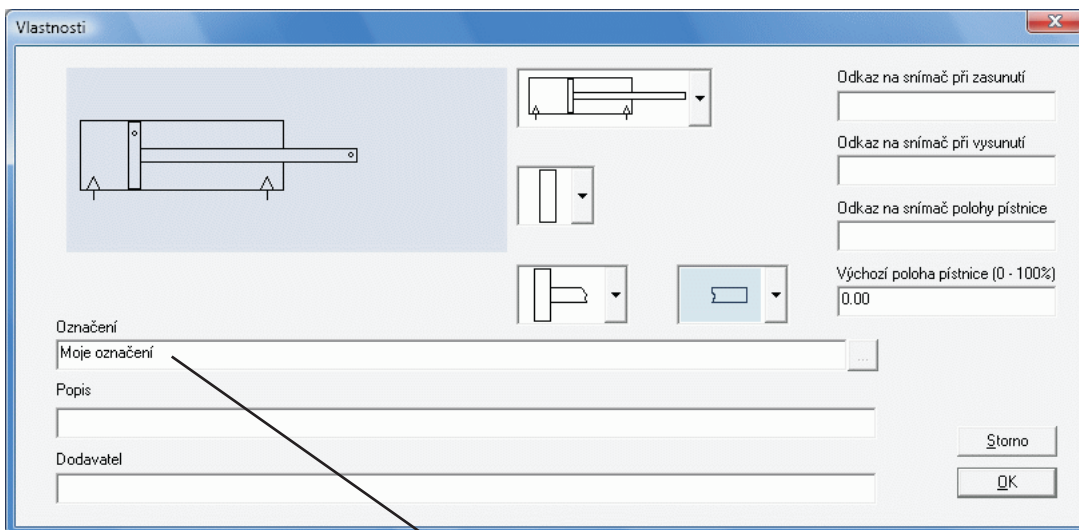 Vlastnosti
Odkaz na snímač při zasunutí
Odkaz na snímač při vysunutí
Odkaz na snímač polohy pístnice
Výchozí poloha pístnice (0 - 100%)
0.00
Označení
Moje označení
...
Popis
Dodavatel
Storno
OK